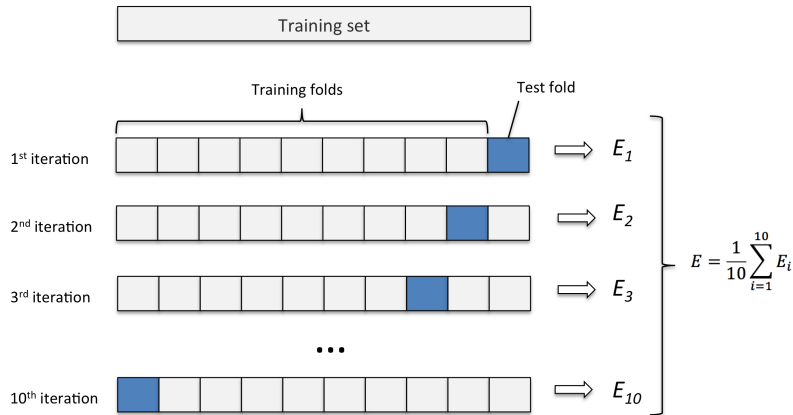 Training set
Training folds
Test fold
1st iteration
E1
2nd iteration
E2
3rd iteration
E3
...
10th iteration
E10
E = 1/10 ∑_{i=1}^{10} Ei